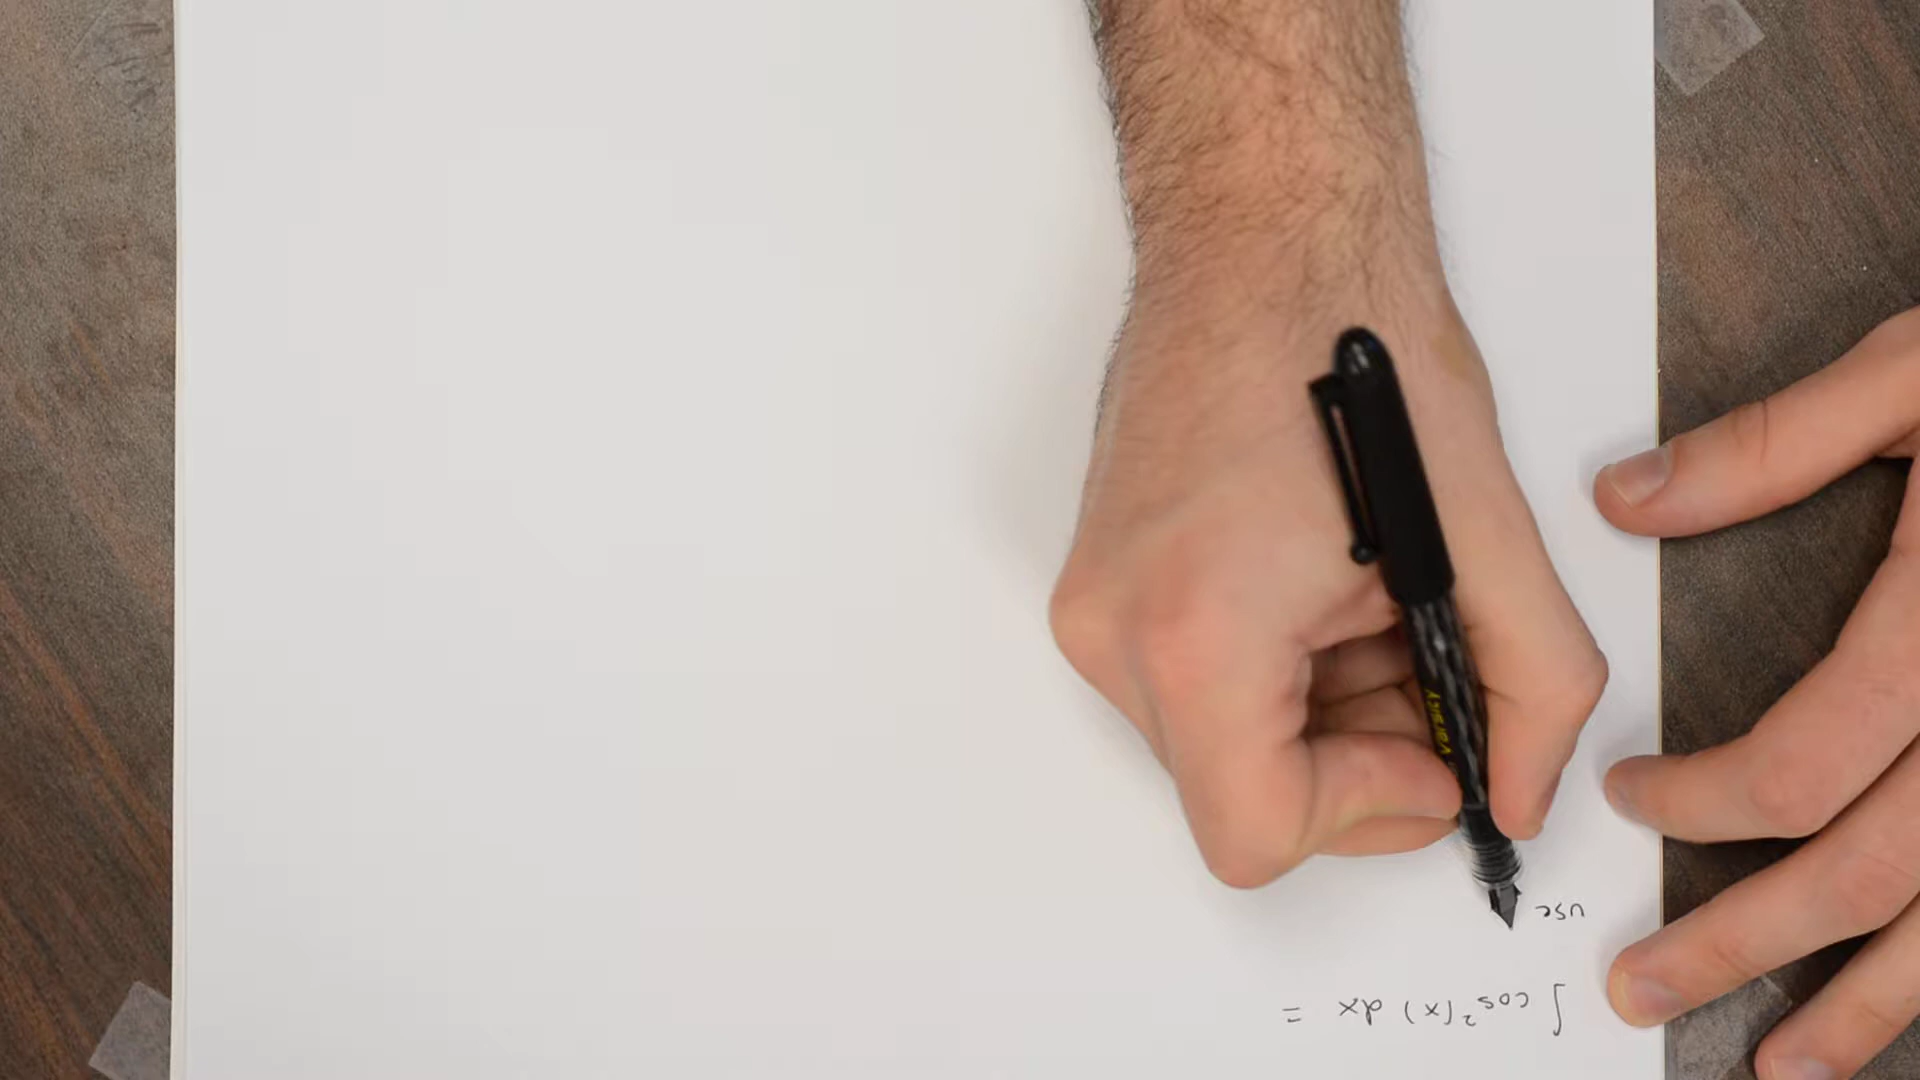 ∫ cos²(x) dx =
use
Varsity